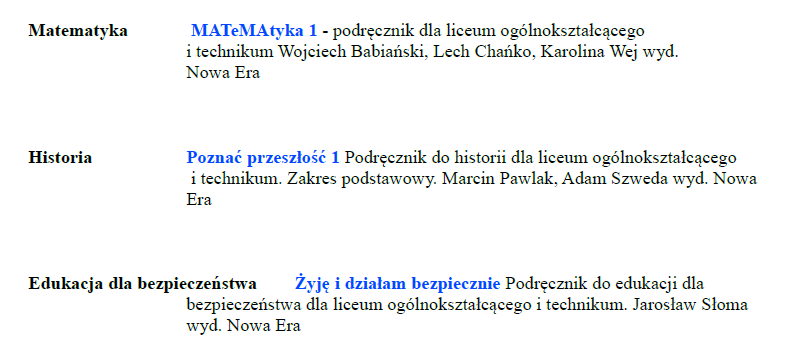 Matematyka MATeMAtyka 1 - podręcznik dla liceum ogólnokształcącego
i technikum Wojciech Babiański, Lech Chańko, Karolina Wej wyd.
Nowa Era
Historia Poznać przeszłość 1 Podręcznik do historii dla liceum ogólnokształcącego
i technikum. Zakres podstawowy. Marcin Pawlak, Adam Szweda wyd. Nowa
Era
Edukacja dla bezpieczeństwa Żyję i działam bezpiecznie Podręcznik do edukacji dla
bezpieczeństwa dla liceum ogólnokształcącego i technikum. Jarosław Słoma
wyd. Nowa Era